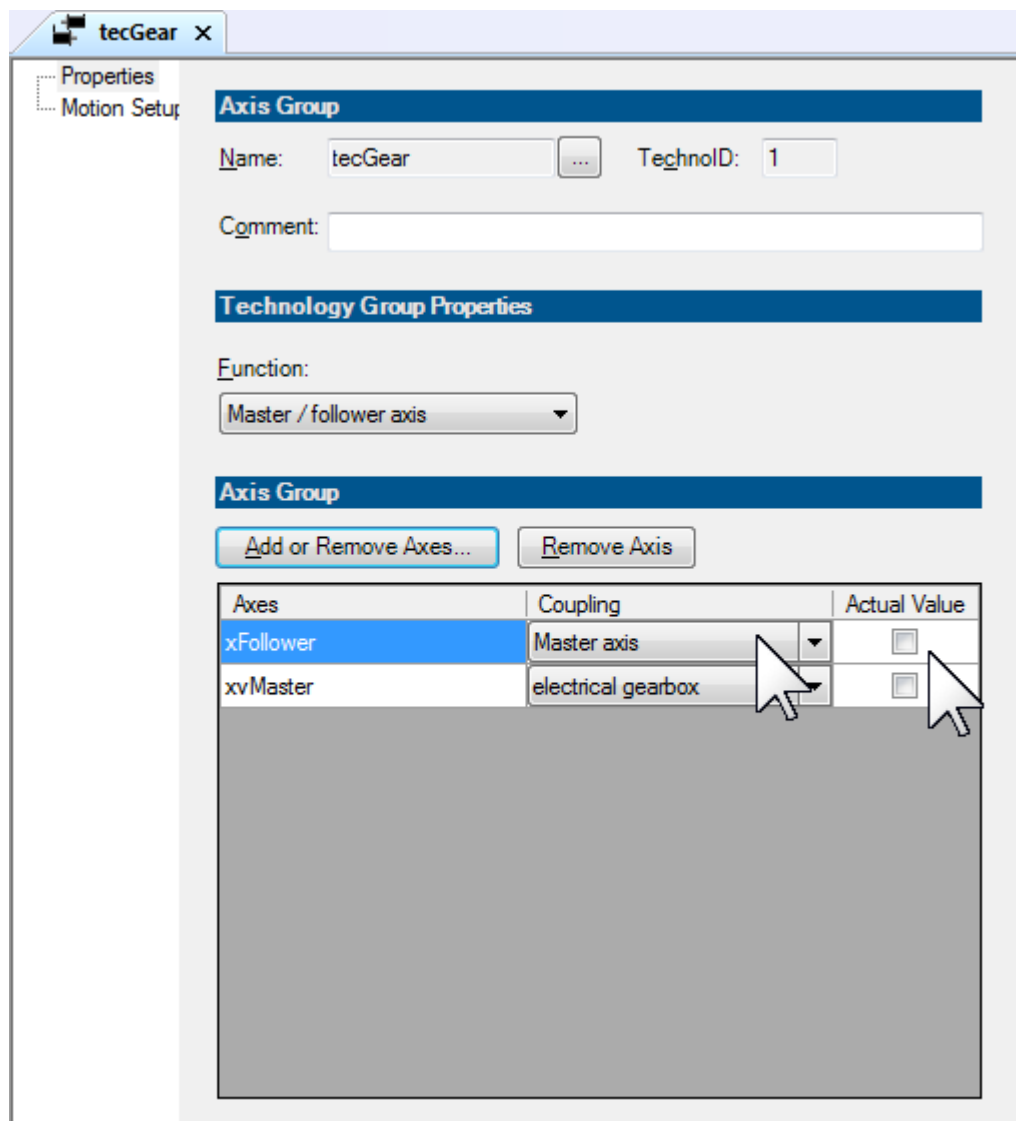 tecGear
Properties
Motion Setup
Axis Group
Name: tecGear ... TechnoID: 1
Comment:
Technology Group Properties
Function:
Master / follower axis
Axis Group
Add or Remove Axes... Remove Axis
Axes Coupling Actual Value
xFollower Master axis
xvMaster electrical gearbox